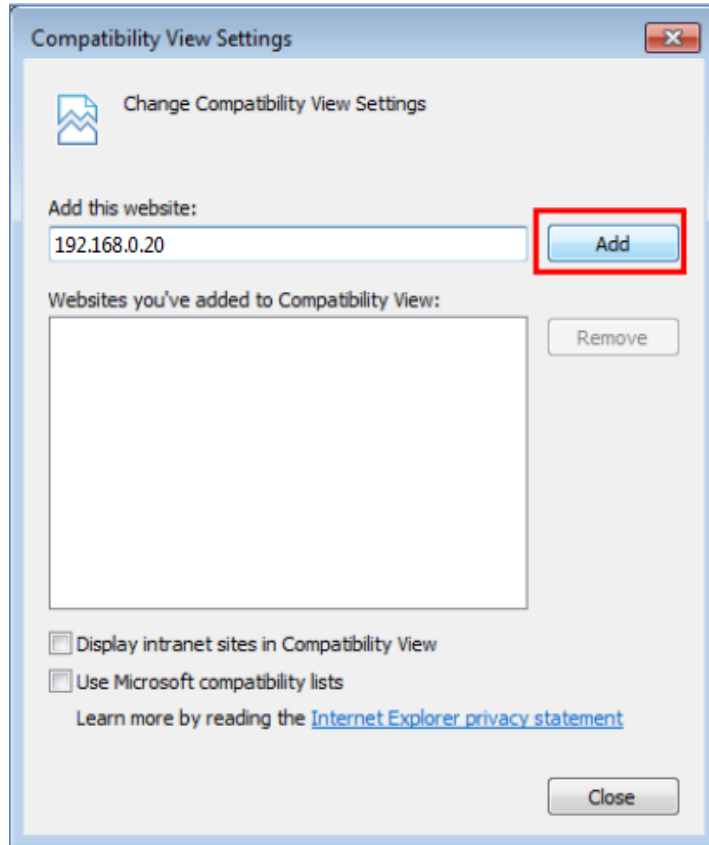 Compatibility View Settings
Change Compatibility View Settings
Add this website:
192.168.0.20
Add
Websites you've added to Compatibility View:
Remove
Display intranet sites in Compatibility View
Use Microsoft compatibility lists
Learn more by reading the Internet Explorer privacy statement
Close